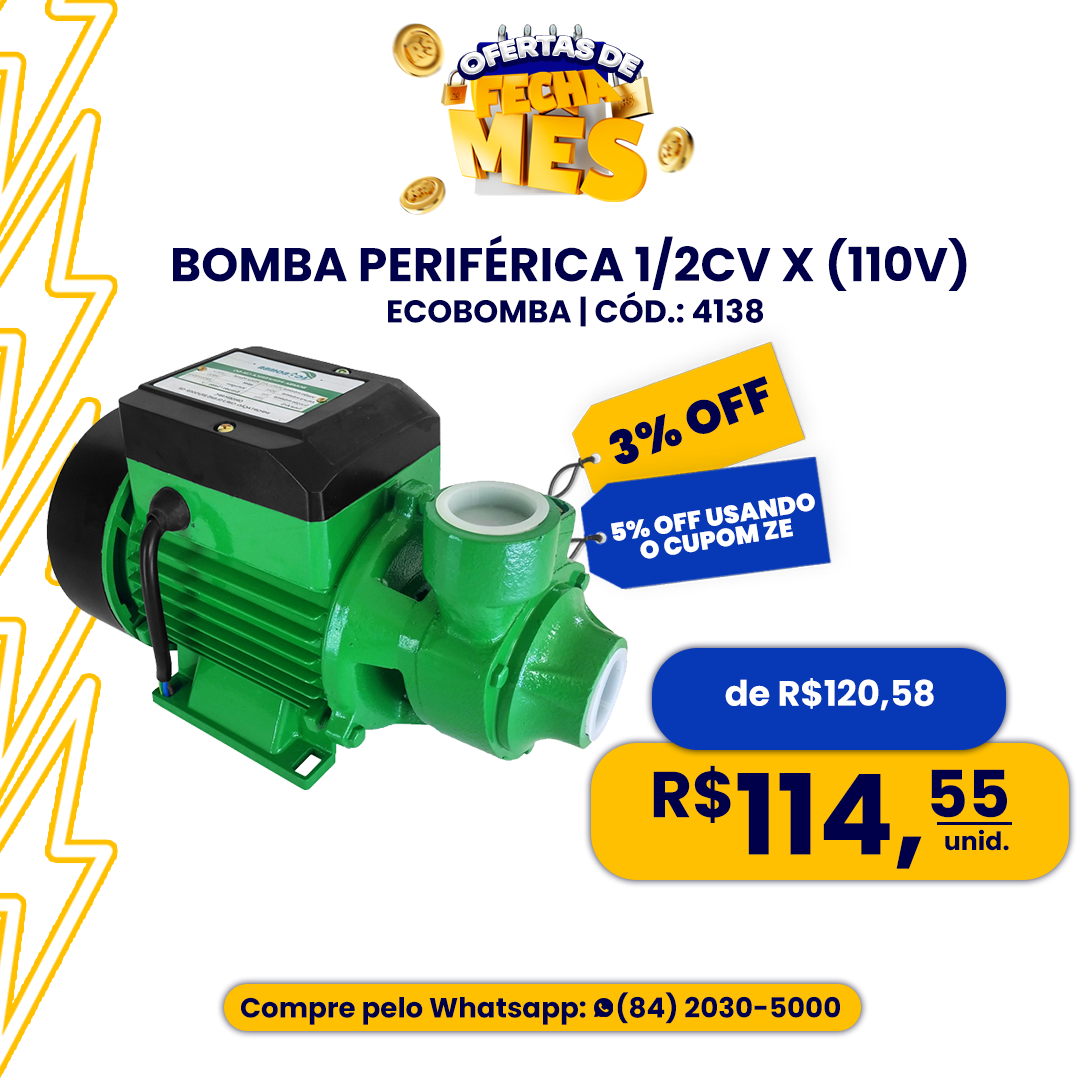 OFERTAS DE
FECHA
MÊS
BOMBA PERIFÉRICA 1/2CV X (110V)
ECOBOMBA | CÓD.: 4138
3% OFF
5% OFF USANDO
O CUPOM ZE
de R$120,58
R$114,55
unid.
Compre pelo Whatsapp: (84) 2030-5000